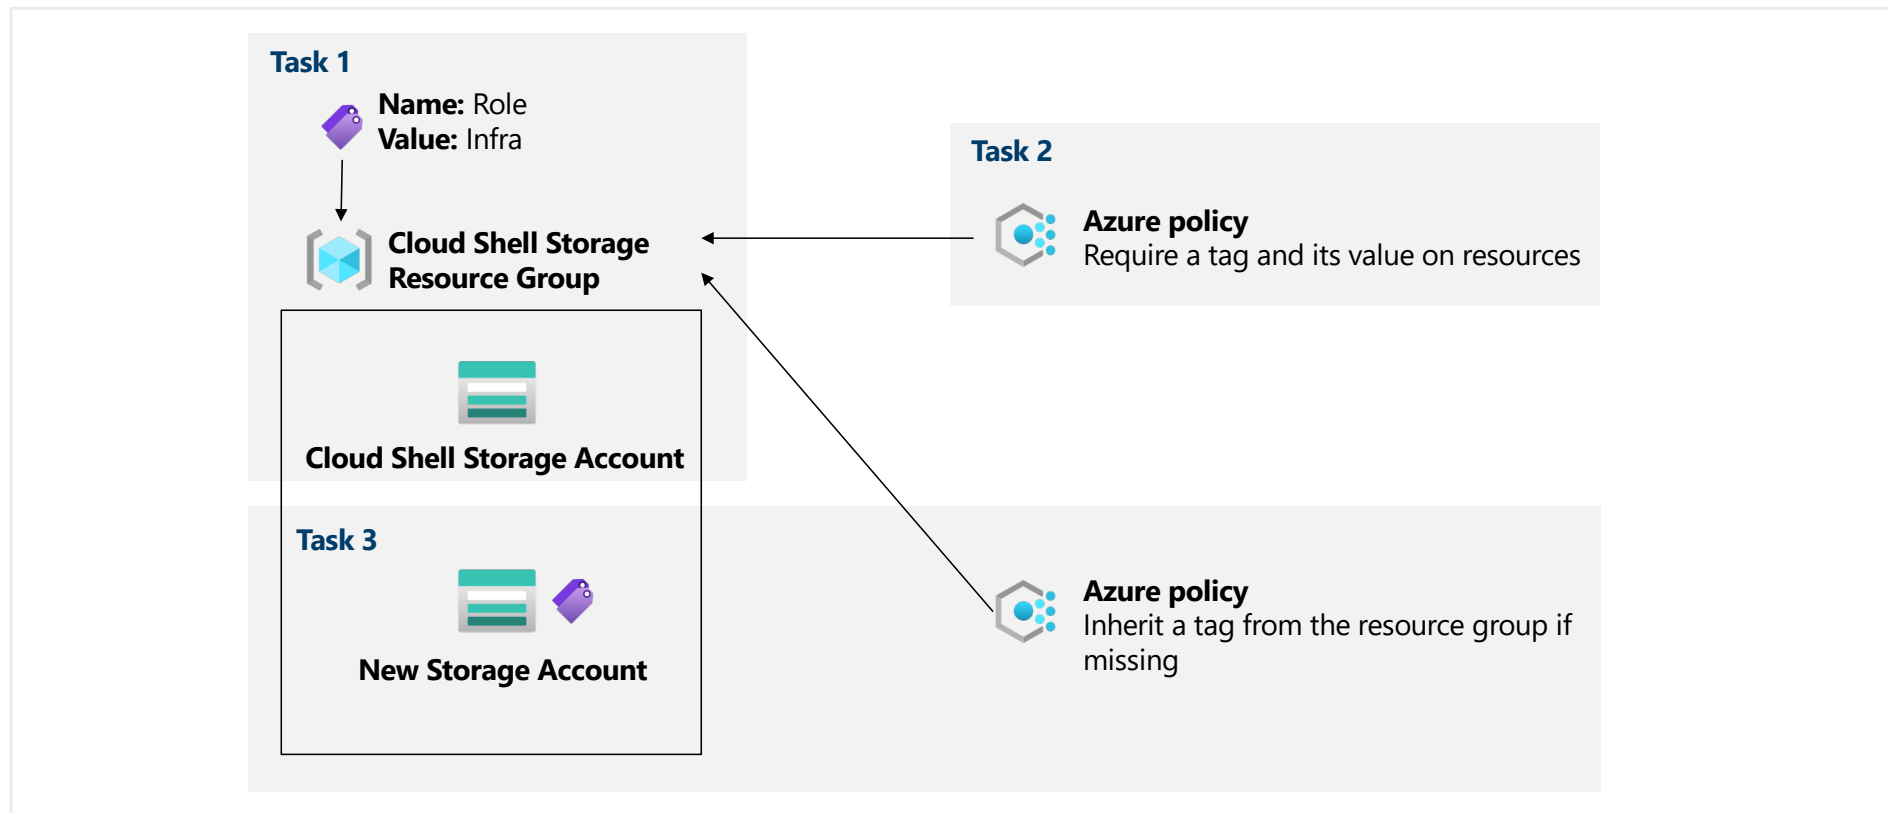 Task 1
Name: Role
Value: Infra
Cloud Shell Storage
Resource Group
Cloud Shell Storage Account
Task 2
Azure policy
Require a tag and its value on resources
Task 3
New Storage Account
Azure policy
Inherit a tag from the resource group if
missing